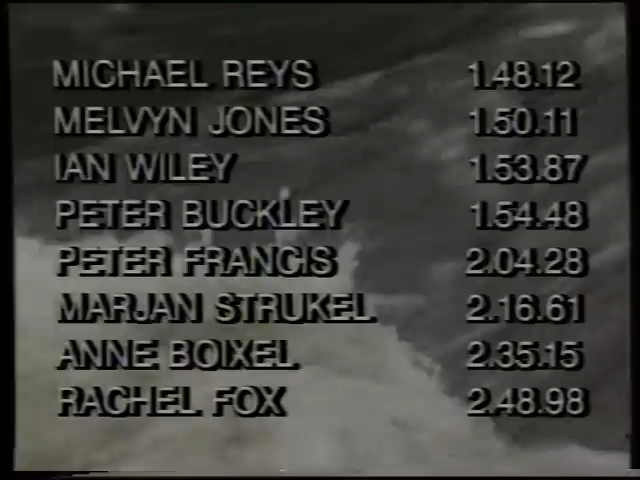 MICHAEL REYS 1.48.12
MELVYN JONES 1.50.11
IAN WILEY 1.53.87
PETER BUCKLEY 1.54.48
PETER FRANCIS 2.04.28
MARJAN STRUKEL 2.16.61
ANNE BOIXEL 2.35.15
RACHEL FOX 2.48.98